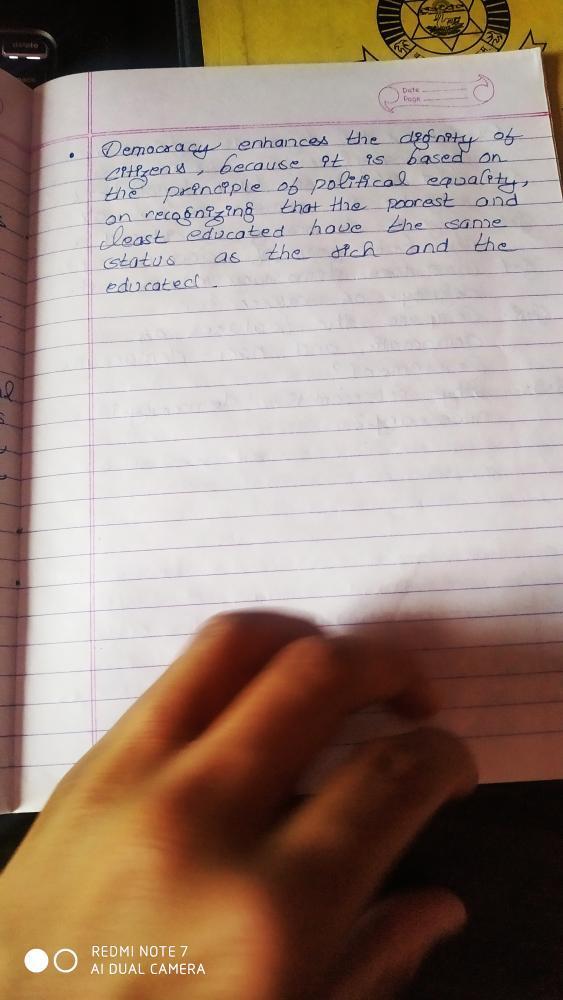 delete
Date
Page
• Democracy enhances the dignity of
citizens, because it is based on
the principle of political equality,
on recognizing that the poorest and
least educated have the same
status as the rich and the
educated.
al
s
REDMI NOTE 7
AI DUAL CAMERA